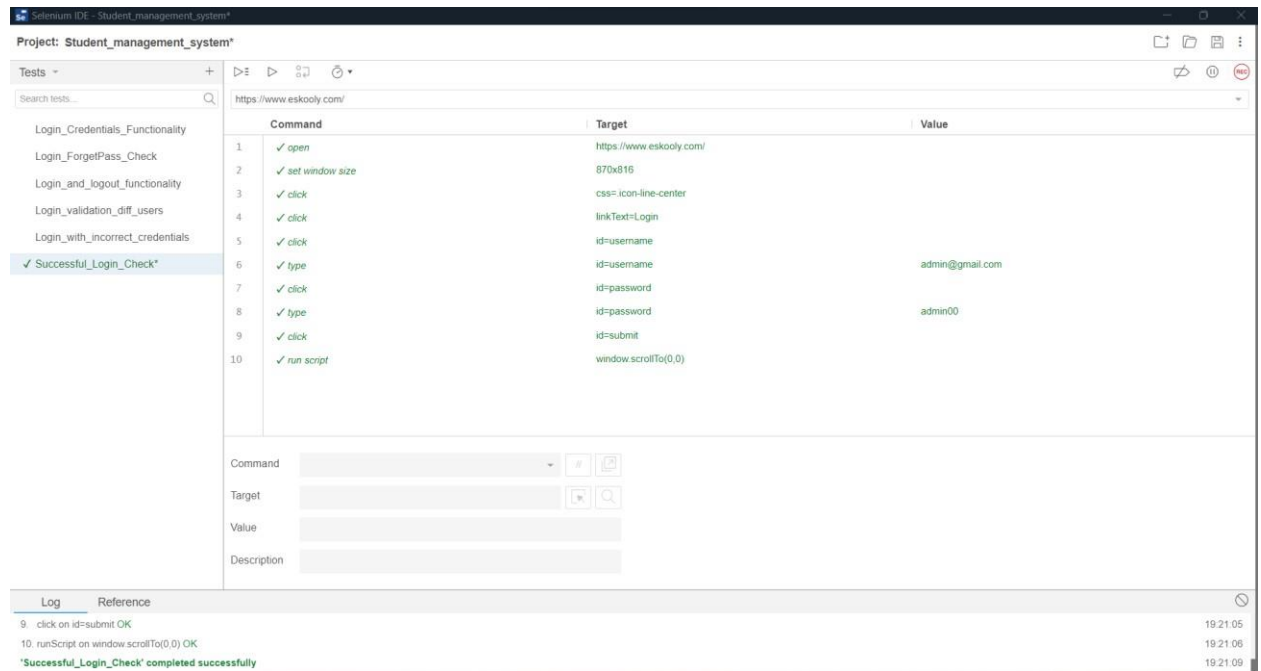 Selenium IDE - Student_management_system*
Project: Student_management_system*
Tests
Search tests...
https://www.eskooly.com/
Login_Credentials_Functionality
Login_ForgetPass_Check
Login_and_logout_functionality
Login_validation_diff_users
Login_with_incorrect_credentials
✓ Successful_Login_Check*
REC
Command Target Value
1 ✓ open https://www.eskooly.com/
2 ✓ set window size 870x816
3 ✓ click css=.icon-line-center
4 ✓ click linkText=Login
5 ✓ click id=username
6 ✓ type id=username admin@gmail.com
7 ✓ click id=password
8 ✓ type id=password admin00
9 ✓ click id=submit
10 ✓ run script window.scrollTo(0,0)
Command //
Target
Value
Description
Log Reference
9. click on id=submit OK 19:21:05
10. runScript on window.scrollTo(0,0) OK 19:21:06
'Successful_Login_Check' completed successfully 19:21:09